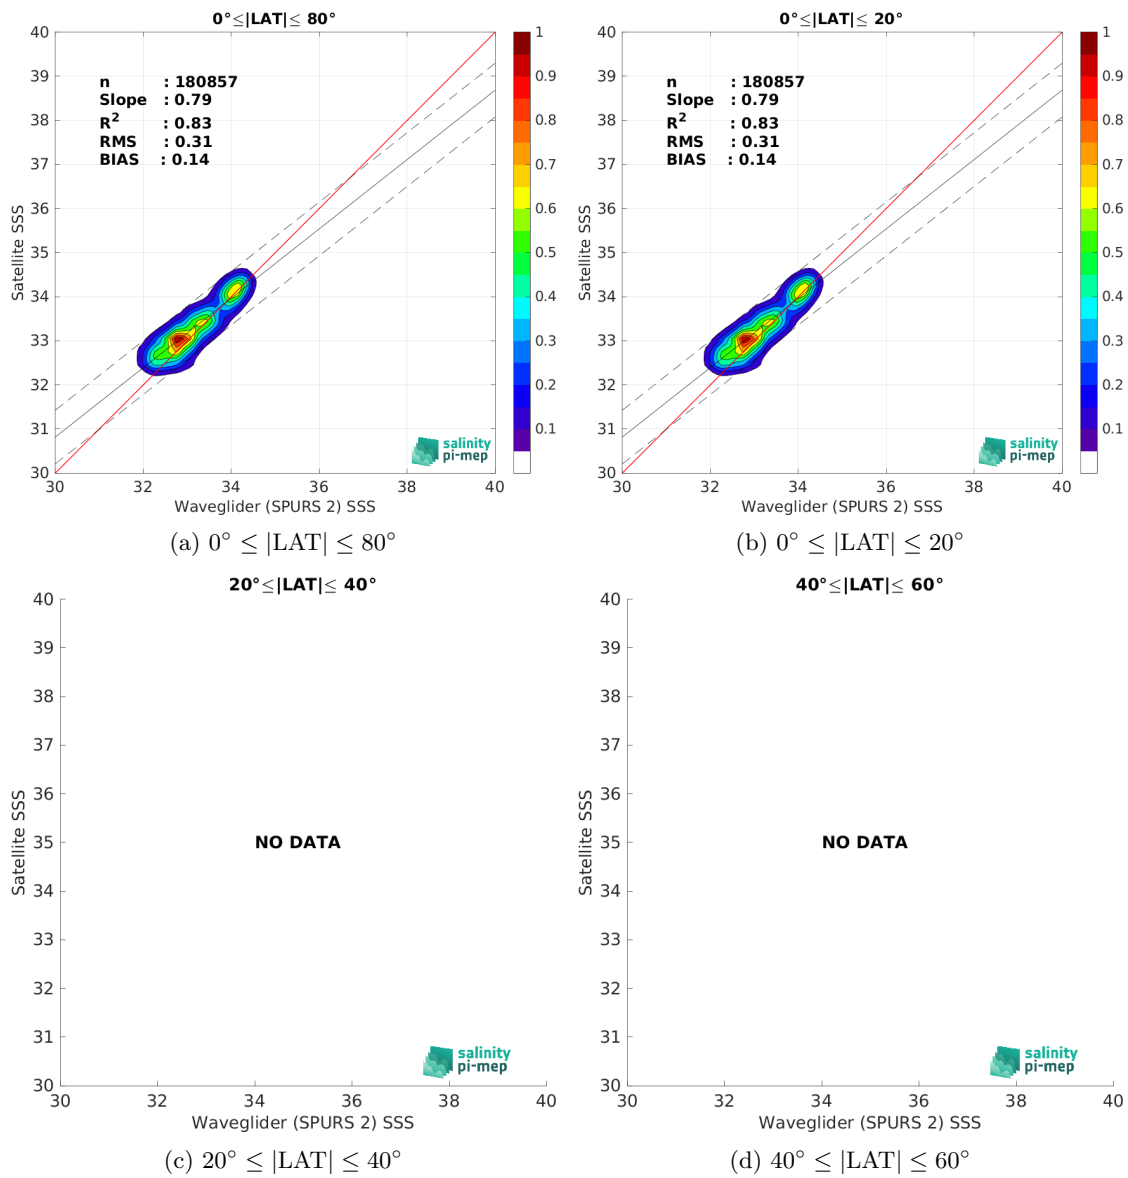 0°≤|LAT|≤ 80°
40
39
38
37
36
35
34
33
32
31
30
Satellite SSS
n : 180857
Slope : 0.79
R2 : 0.83
RMS : 0.31
BIAS : 0.14
salinity
pi-mep
30 32 34 36 38 40
Waveglider (SPURS 2) SSS
1
0.9
0.8
0.7
0.6
0.5
0.4
0.3
0.2
0.1
(a) 0° ≤ |LAT| ≤ 80°
0°≤|LAT|≤ 20°
40
39
38
37
36
35
34
33
32
31
30
Satellite SSS
n : 180857
Slope : 0.79
R2 : 0.83
RMS : 0.31
BIAS : 0.14
salinity
pi-mep
30 32 34 36 38 40
Waveglider (SPURS 2) SSS
1
0.9
0.8
0.7
0.6
0.5
0.4
0.3
0.2
0.1
(b) 0° ≤ |LAT| ≤ 20°
20°≤|LAT|≤ 40°
40
39
38
37
36
35
34
33
32
31
30
Satellite SSS
NO DATA
salinity
pi-mep
30 32 34 36 38 40
Waveglider (SPURS 2) SSS
(c) 20° ≤ |LAT| ≤ 40°
40°≤|LAT|≤ 60°
40
39
38
37
36
35
34
33
32
31
30
Satellite SSS
NO DATA
salinity
pi-mep
30 32 34 36 38 40
Waveglider (SPURS 2) SSS
(d) 40° ≤ |LAT| ≤ 60°